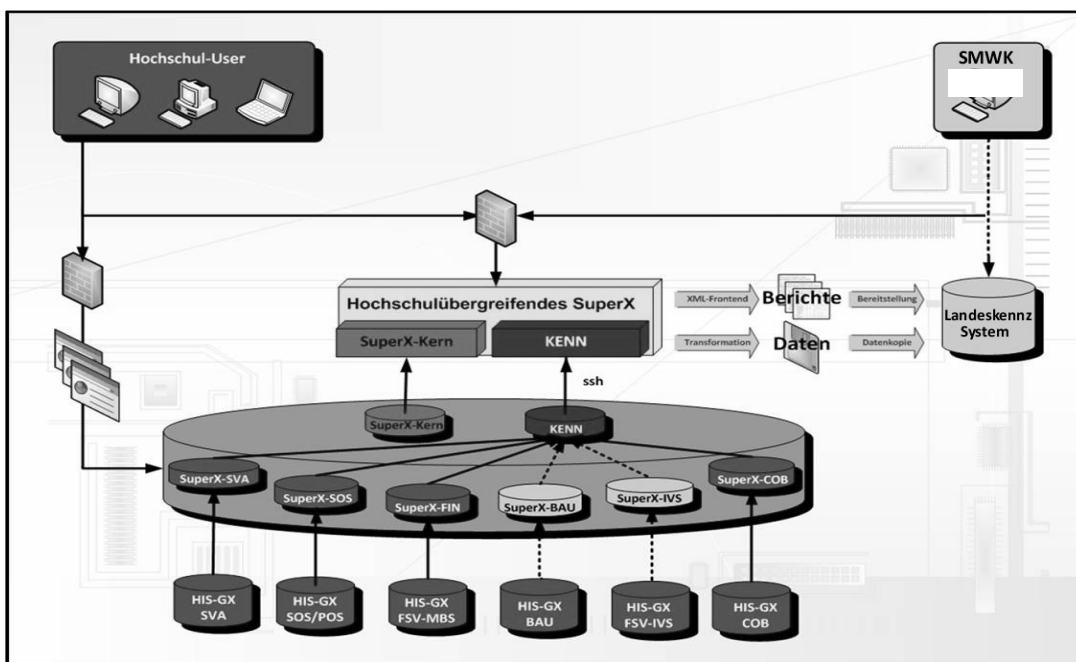 Hochschul-User
SMWK
Hochschulübergreifendes SuperX
SuperX-Kern
KENN
XML-Frontend
Berichte
Bereitstellung
Transformation
Daten
Datenkopie
Landeskennz
System
ssh
SuperX-Kern
KENN
SuperX-SVA
SuperX-SOS
SuperX-FIN
SuperX-BAU
SuperX-IVS
SuperX-COB
HIS-GX
SVA
HIS-GX
SOS/POS
HIS-GX
FSV-MBS
HIS-GX
BAU
HIS-GX
FSV-IVS
HIS-GX
COB